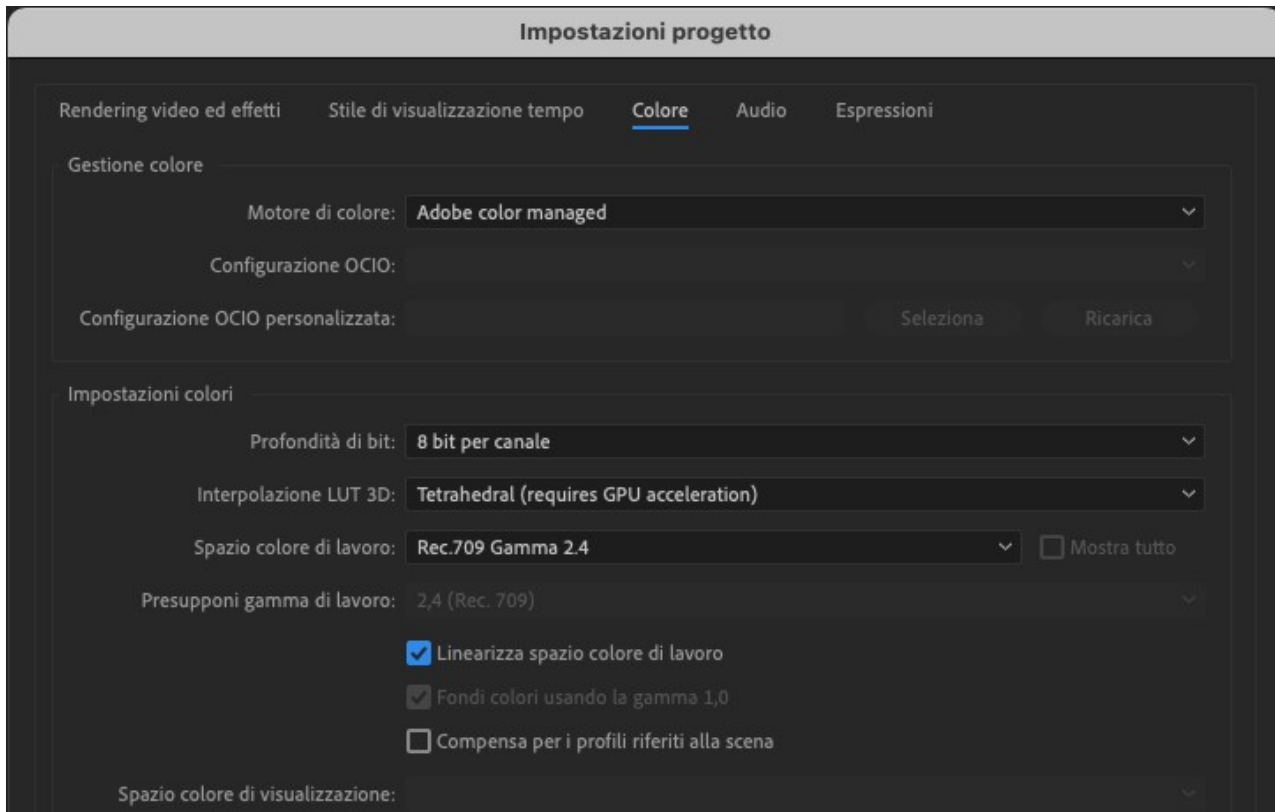 Impostazioni progetto
Rendering video ed effetti Stile di visualizzazione tempo Colore Audio Espressioni
Gestione colore
Motore di colore: Adobe color managed
Configurazione OCIO:
Configurazione OCIO personalizzata: Seleziona Ricarica
Impostazioni colori
Profondità di bit: 8 bit per canale
Interpolazione LUT 3D: Tetrahedral (requires GPU acceleration)
Spazio colore di lavoro: Rec.709 Gamma 2.4 Mostra tutto
Presupponi gamma di lavoro: 2,4 (Rec. 709)
Linearizza spazio colore di lavoro
Fondi colori usando la gamma 1,0
Compensa per i profili riferiti alla scena
Spazio colore di visualizzazione: